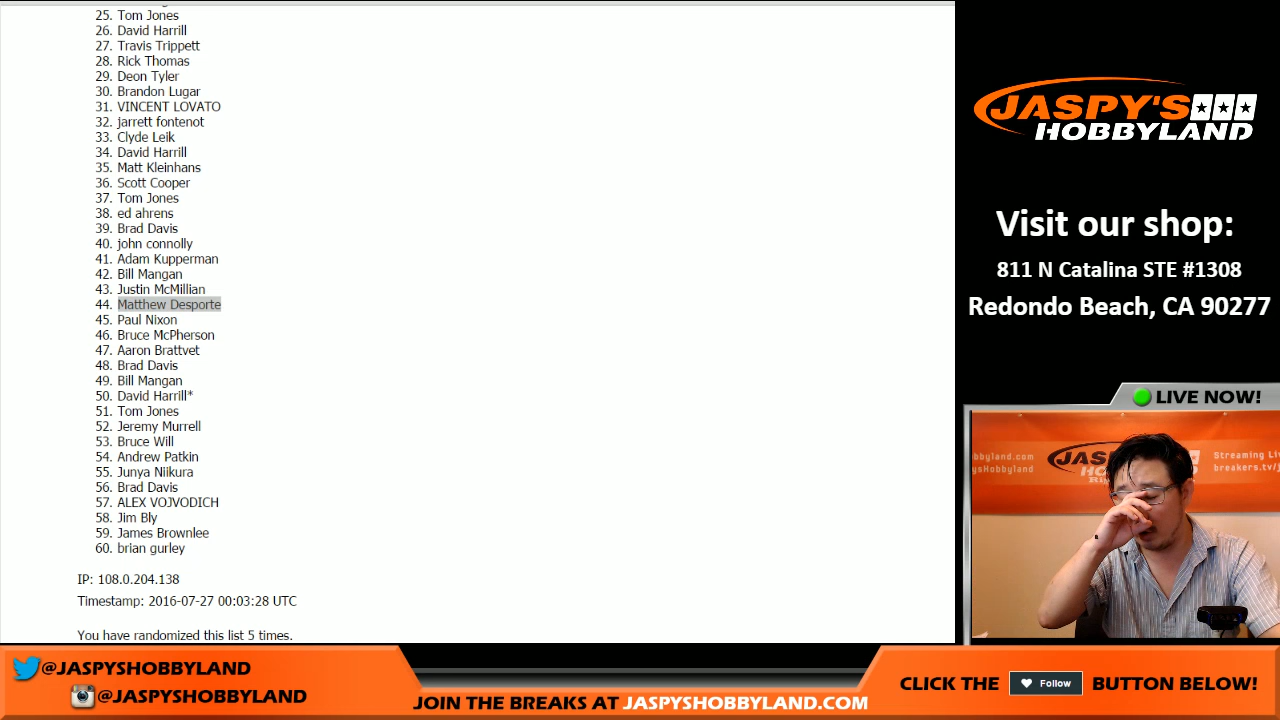 25. Tom Jones
26. David Harrill
27. Travis Trippett
28. Rick Thomas
29. Deon Tyler
30. Brandon Lugar
31. VINCENT LOVATO
32. jarrett fontenot
33. Clyde Leik
34. David Harrill
35. Matt Kleinhans
36. Scott Cooper
37. Tom Jones
38. ed ahrens
39. Brad Davis
40. john connolly
41. Adam Kupperman
42. Bill Mangan
43. Justin McMillian
44. Matthew Desporte
45. Paul Nixon
46. Bruce McPherson
47. Aaron Brattvet
48. Brad Davis
49. Bill Mangan
50. David Harrill*
51. Tom Jones
52. Jeremy Murrell
53. Bruce Will
54. Andrew Patkin
55. Junya Niikura
56. Brad Davis
57. ALEX VOJVODICH
58. Jim Bly
59. James Brownlee
60. brian gurley
IP: 108.0.204.138
Timestamp: 2016-07-27 00:03:28 UTC
You have randomized this list 5 times.
JASPY'S
HOBBYLAND
Visit our shop:
811 N Catalina STE #1308
Redondo Beach, CA 90277
LIVE NOW!
Streaming
breakers.tv/j
@JASPYSHOBBYLAND
@JASPYSHOBBYLAND
JOIN THE BREAKS AT JASPYSHOBBYLAND.COM
CLICK THE Follow BUTTON BELOW!